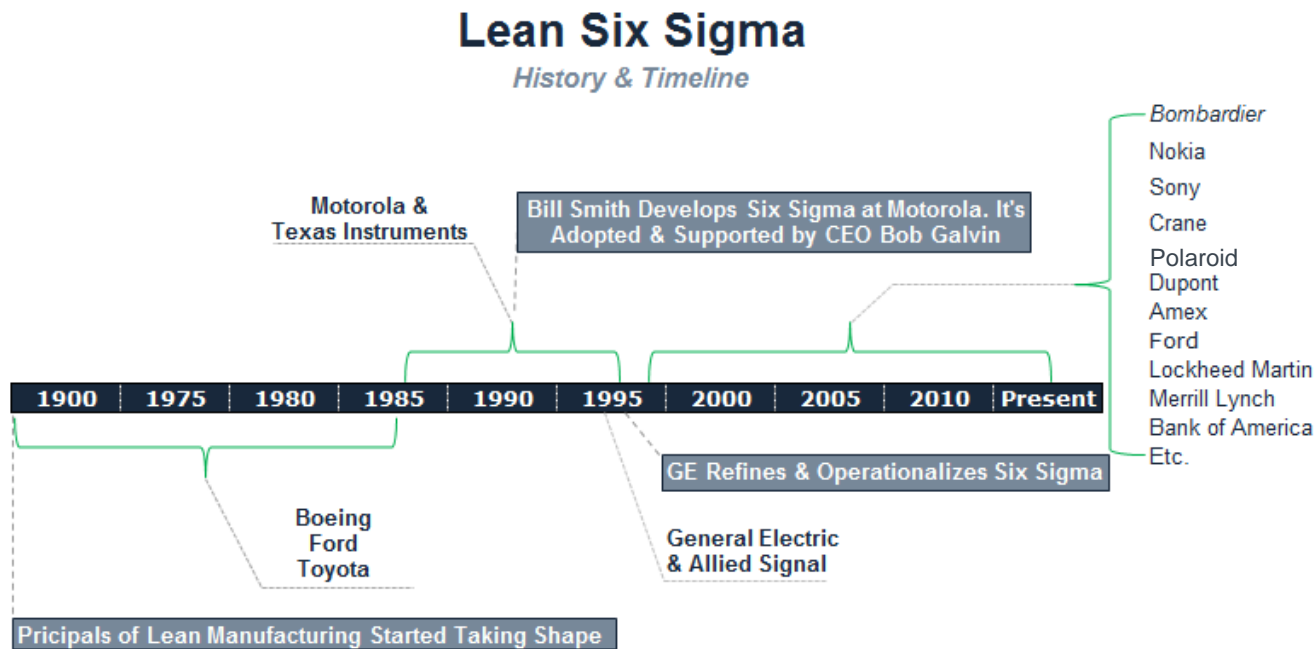 Lean Six Sigma
History & Timeline
Bombardier
Nokia
Sony
Crane
Polaroid
Dupont
Amex
Ford
Lockheed Martin
Merrill Lynch
Bank of America
Etc.
Motorola &
Texas Instruments
Bill Smith Develops Six Sigma at Motorola. It's
Adopted & Supported by CEO Bob Galvin
1900 1975 1980 1985 1990 1995 2000 2005 2010 Present
GE Refines & Operationalizes Six Sigma
Boeing
Ford
Toyota
General Electric
& Allied Signal
Pricipals of Lean Manufacturing Started Taking Shape